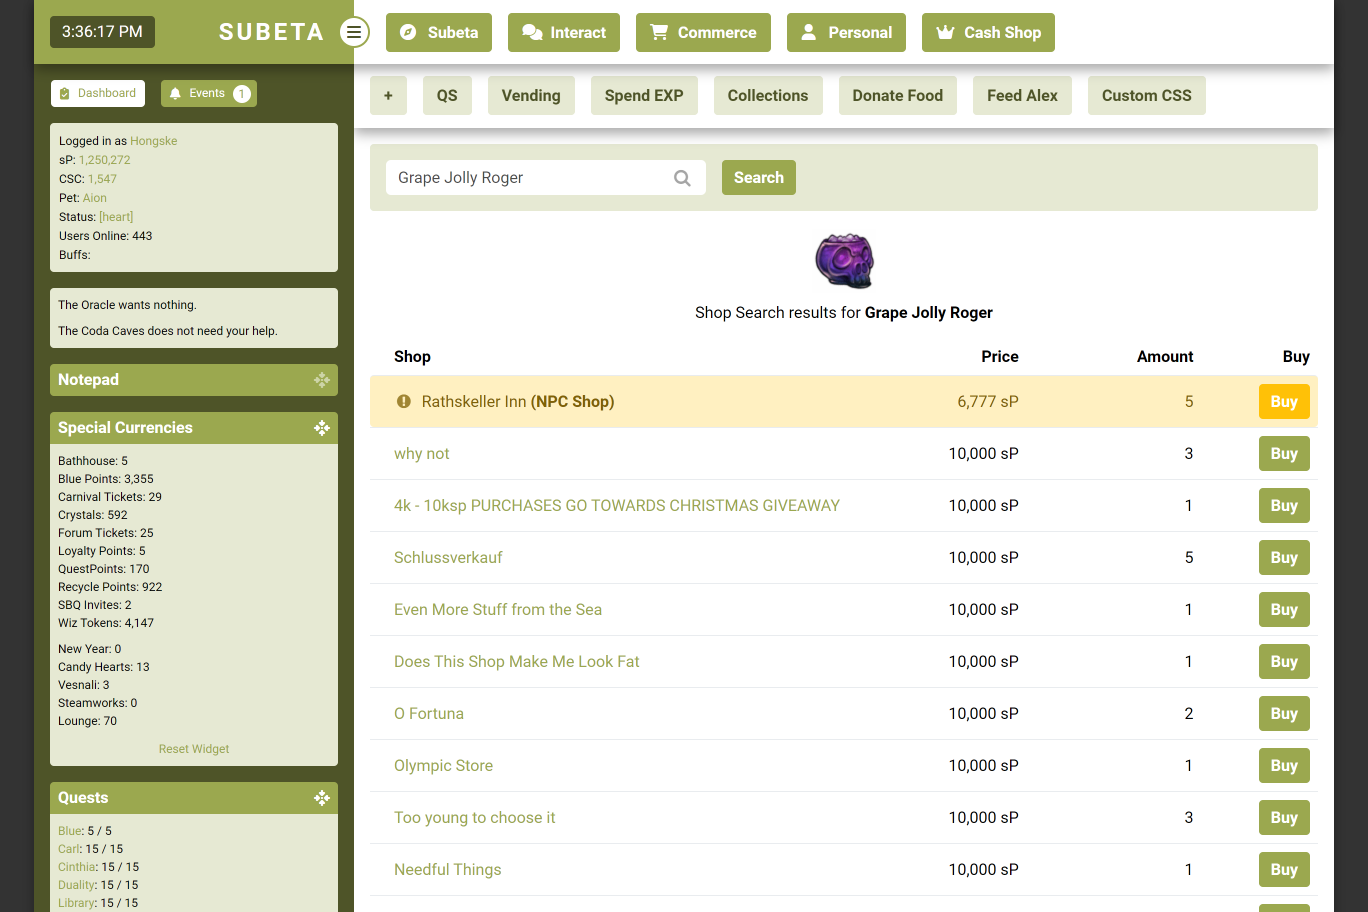 3:36:17 PM
SUBETA
Subeta
Interact
Commerce
Personal
Cash Shop
Dashboard
Events 1
+
QS
Vending
Spend EXP
Collections
Donate Food
Feed Alex
Custom CSS
Logged in as Hongske
sP: 1,250,272
CSC: 1,547
Pet: Aion
Status: [heart]
Users Online: 443
Buffs:
The Oracle wants nothing.
The Coda Caves does not need your help.
Notepad
Special Currencies
Bathhouse: 5
Blue Points: 3,355
Carnival Tickets: 29
Crystals: 592
Forum Tickets: 25
Loyalty Points: 5
QuestPoints: 170
Recycle Points: 922
SBQ Invites: 2
Wiz Tokens: 4,147
New Year: 0
Candy Hearts: 13
Vesnali: 3
Steamworks: 0
Lounge: 70
Reset Widget
Quests
Blue: 5 / 5
Carl: 15 / 15
Cinthia: 15 / 15
Duality: 15 / 15
Library: 15 / 15
Grape Jolly Roger
Search
Shop Search results for Grape Jolly Roger
Shop Price Amount Buy
Rathskeller Inn (NPC Shop) 6,777 sP 5 Buy
why not 10,000 sP 3 Buy
4k - 10ksp PURCHASES GO TOWARDS CHRISTMAS GIVEAWAY 10,000 sP 1 Buy
Schlussverkauf 10,000 sP 5 Buy
Even More Stuff from the Sea 10,000 sP 1 Buy
Does This Shop Make Me Look Fat 10,000 sP 1 Buy
O Fortuna 10,000 sP 2 Buy
Olympic Store 10,000 sP 1 Buy
Too young to choose it 10,000 sP 3 Buy
Needful Things 10,000 sP 1 Buy